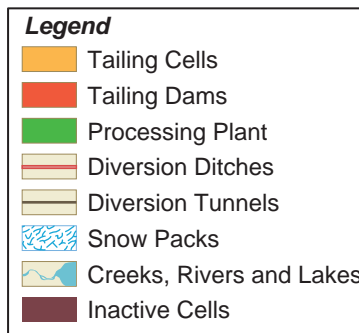 Legend
Tailing Cells
Tailing Dams
Processing Plant
Diversion Ditches
Diversion Tunnels
Snow Packs
Creeks, Rivers and Lakes
Inactive Cells